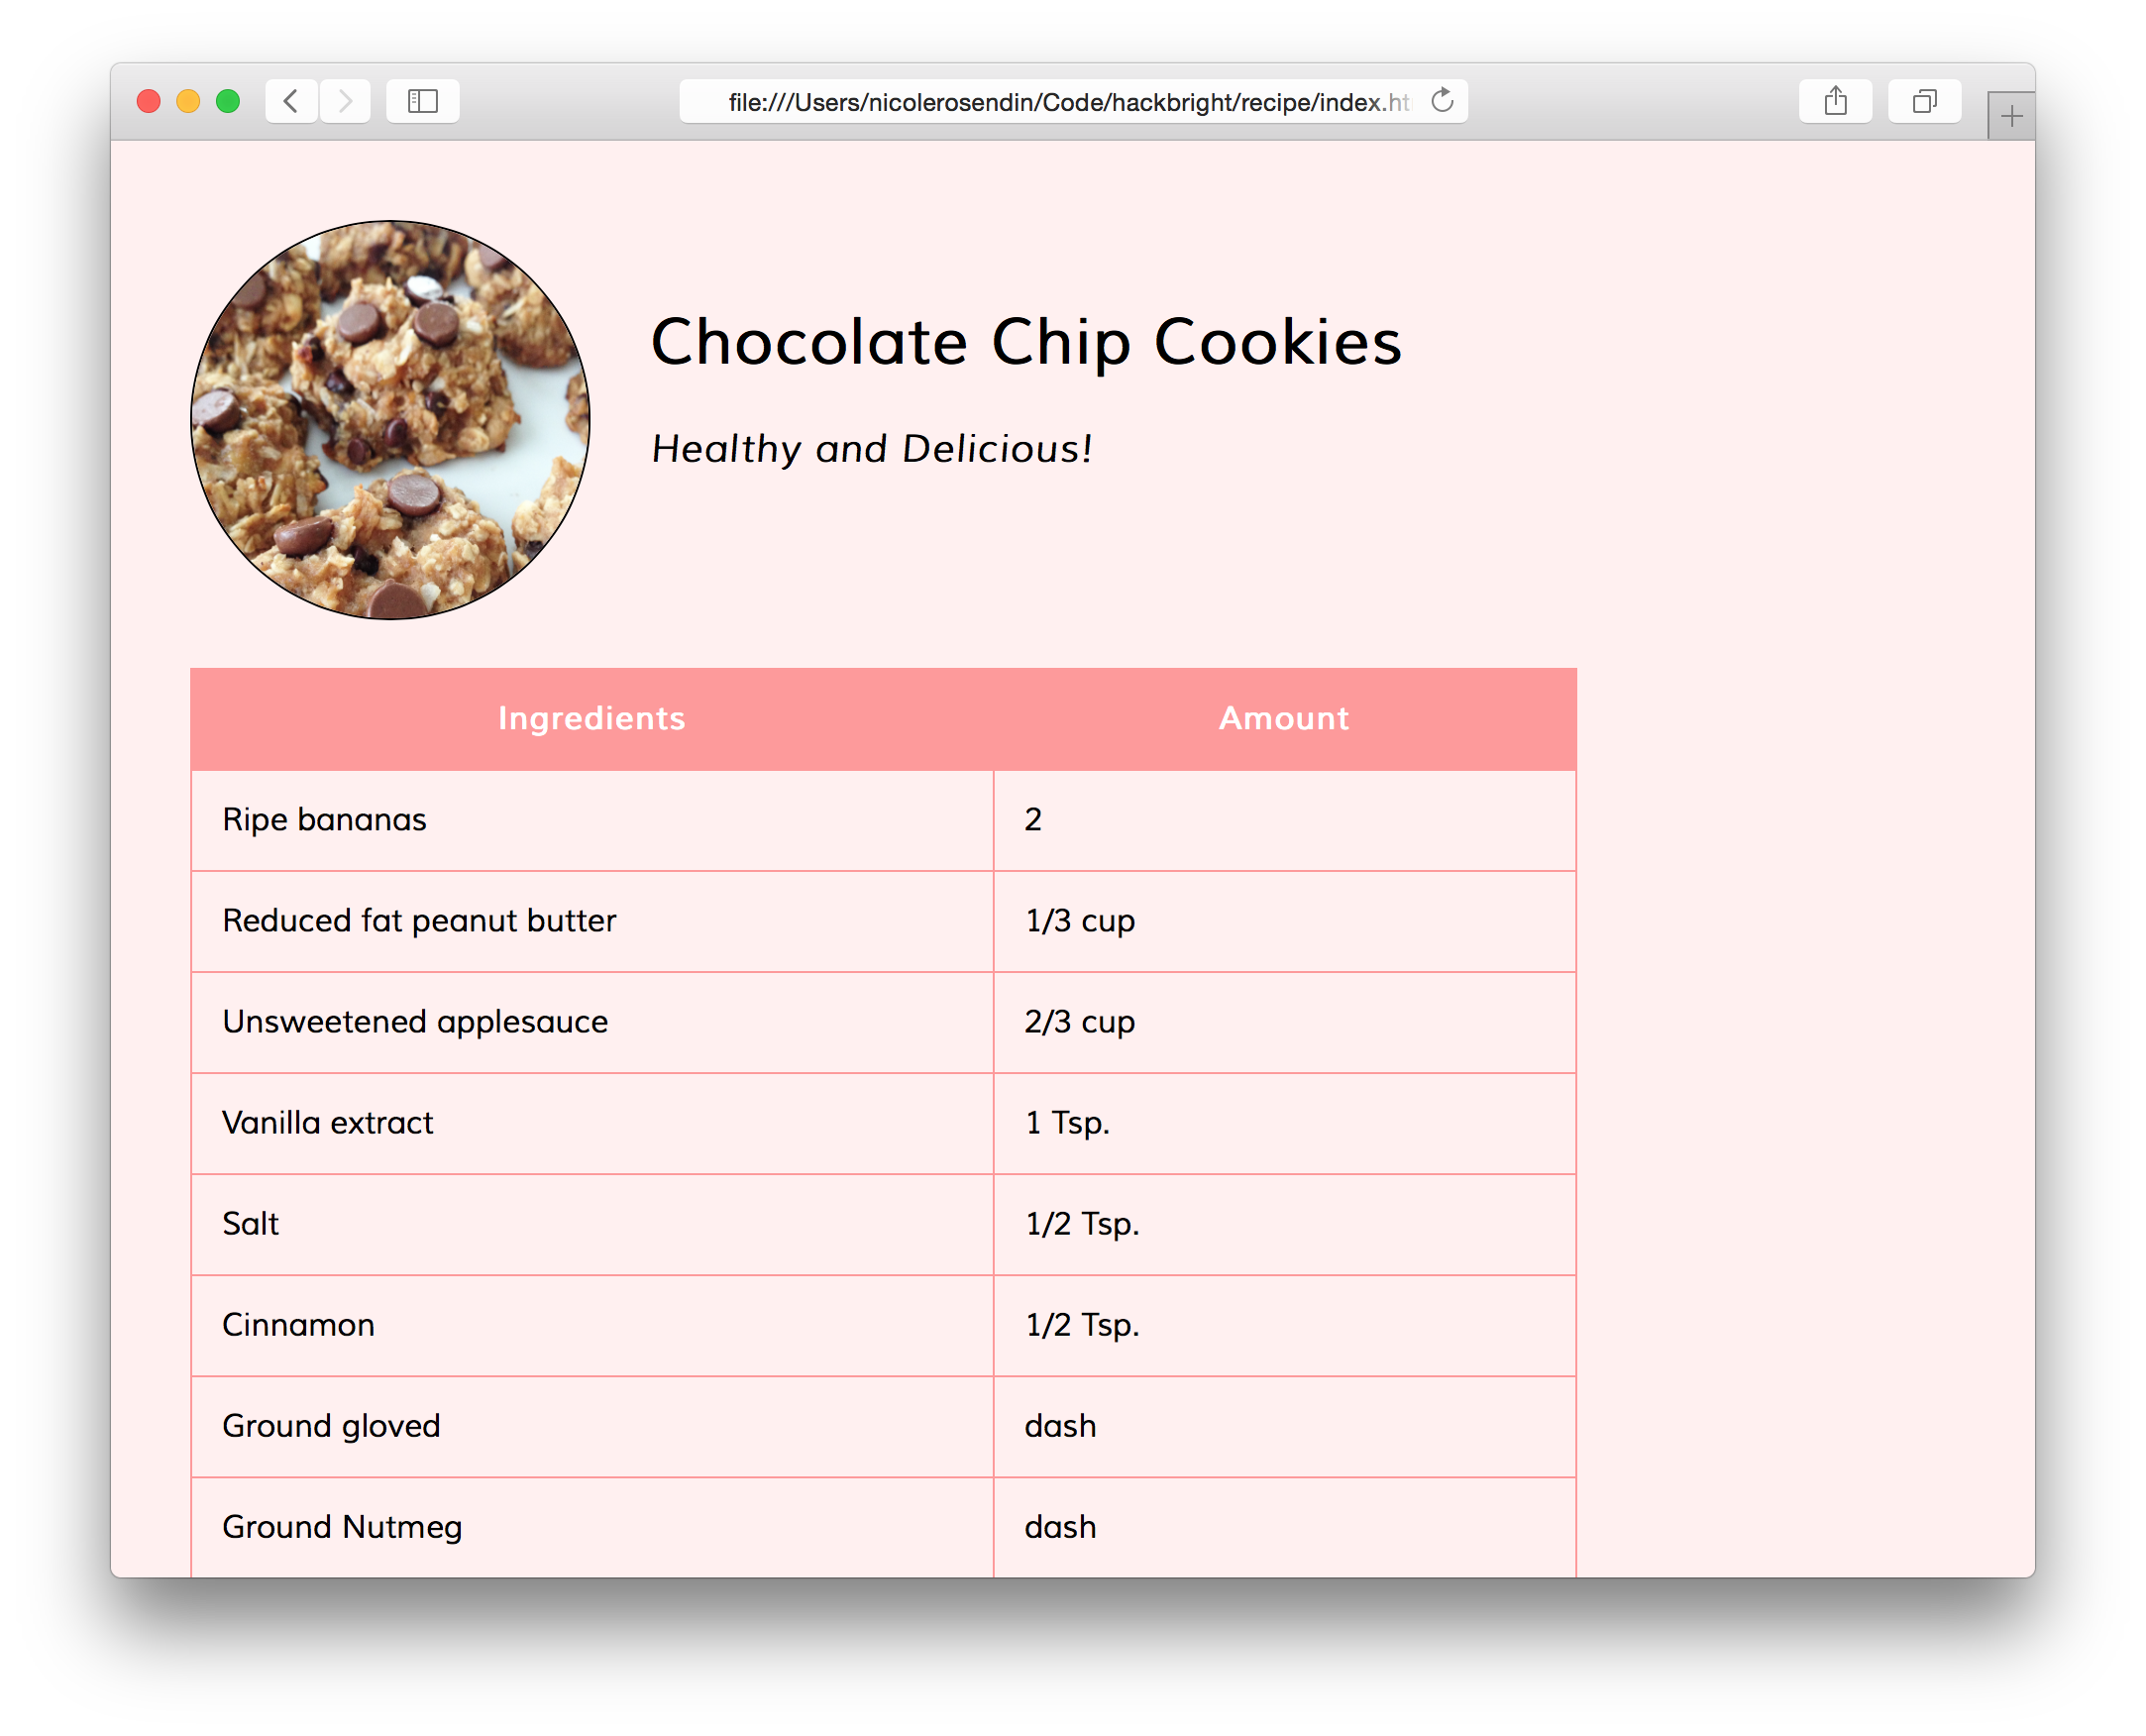 file:///Users/nicolerosendin/Code/hackbright/recipe/index.ht
Chocolate Chip Cookies
Healthy and Delicious!
Ingredients Amount
Ripe bananas 2
Reduced fat peanut butter 1/3 cup
Unsweetened applesauce 2/3 cup
Vanilla extract 1 Tsp.
Salt 1/2 Tsp.
Cinnamon 1/2 Tsp.
Ground gloved dash
Ground Nutmeg dash